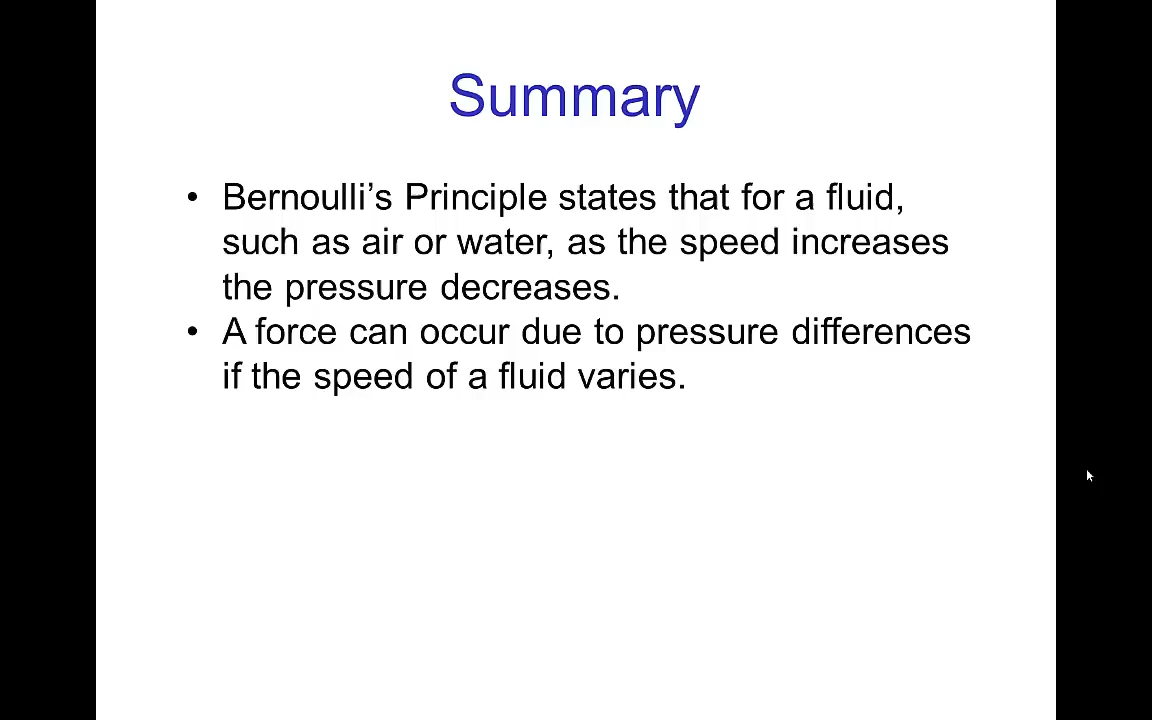 Summary
• Bernoulli’s Principle states that for a fluid,
such as air or water, as the speed increases
the pressure decreases.
• A force can occur due to pressure differences
if the speed of a fluid varies.